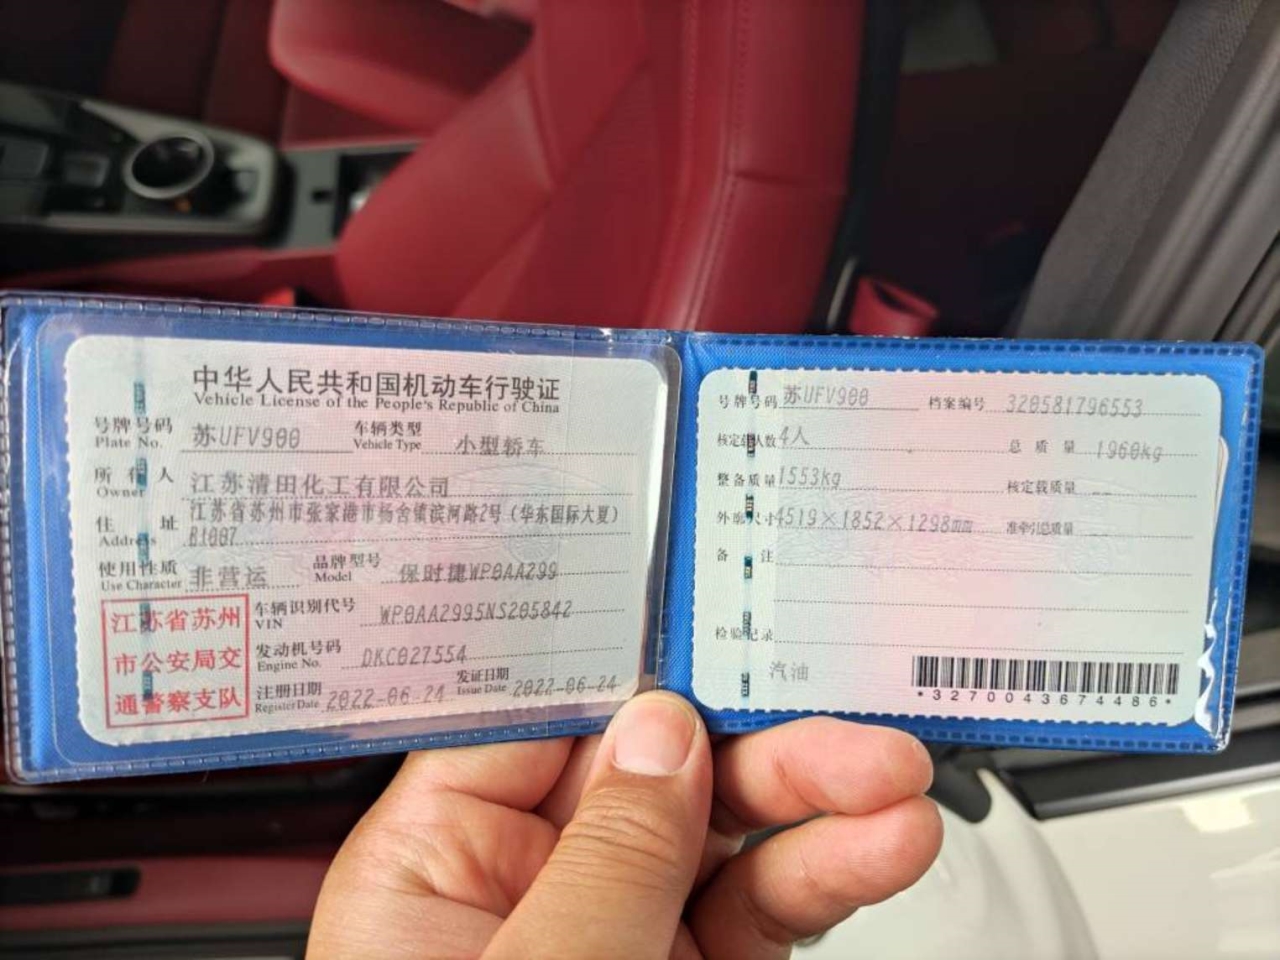 中华人民共和国机动车行驶证
Vehicle License of the People's Republic of China
号牌号码 苏UFV900 车辆类型 小型轿车
Plate No. Vehicle Type
所有人 江苏清田化工有限公司
Owner
住址 江苏省苏州市张家港市杨舍镇滨河路2号（华东国际大厦）
Address B1007
使用性质 非营运 品牌型号 保时捷WP0AAZ99
Use Character Model
江苏省苏州
市公安局交
通警察支队
车辆识别代号 WP0AA2995NS205842
VIN
发动机号码 DKC027554
Engine No.
注册日期 2022-06-24 发证日期 2022-06-24
Register Date Issue Date
号牌号码 苏UFV900 档案编号 320581796553
核定载人数 4人 总质量 1960kg
整备质量 1553kg 核定载质量 --
外廓尺寸 4519×1852×1298mm 准牵引总质量 --
备注
检验记录
汽油
*3270043674486*